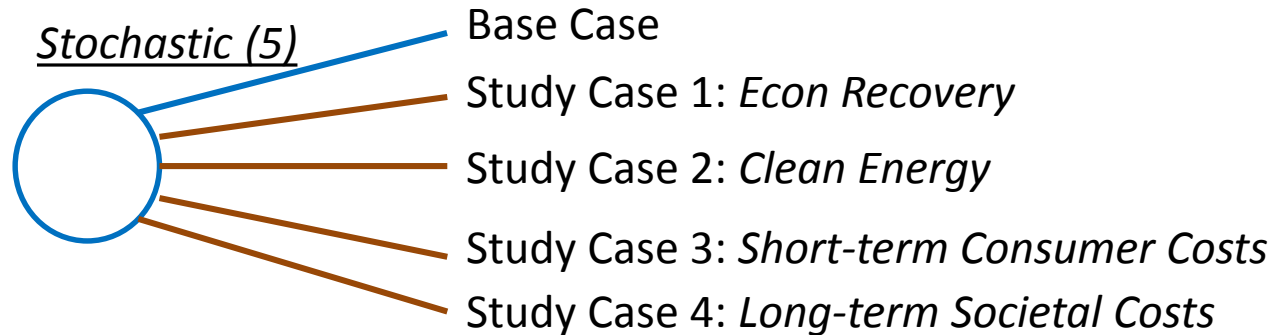 Stochastic (5)
Base Case
Study Case 1: Econ Recovery
Study Case 2: Clean Energy
Study Case 3: Short-term Consumer Costs
Study Case 4: Long-term Societal Costs